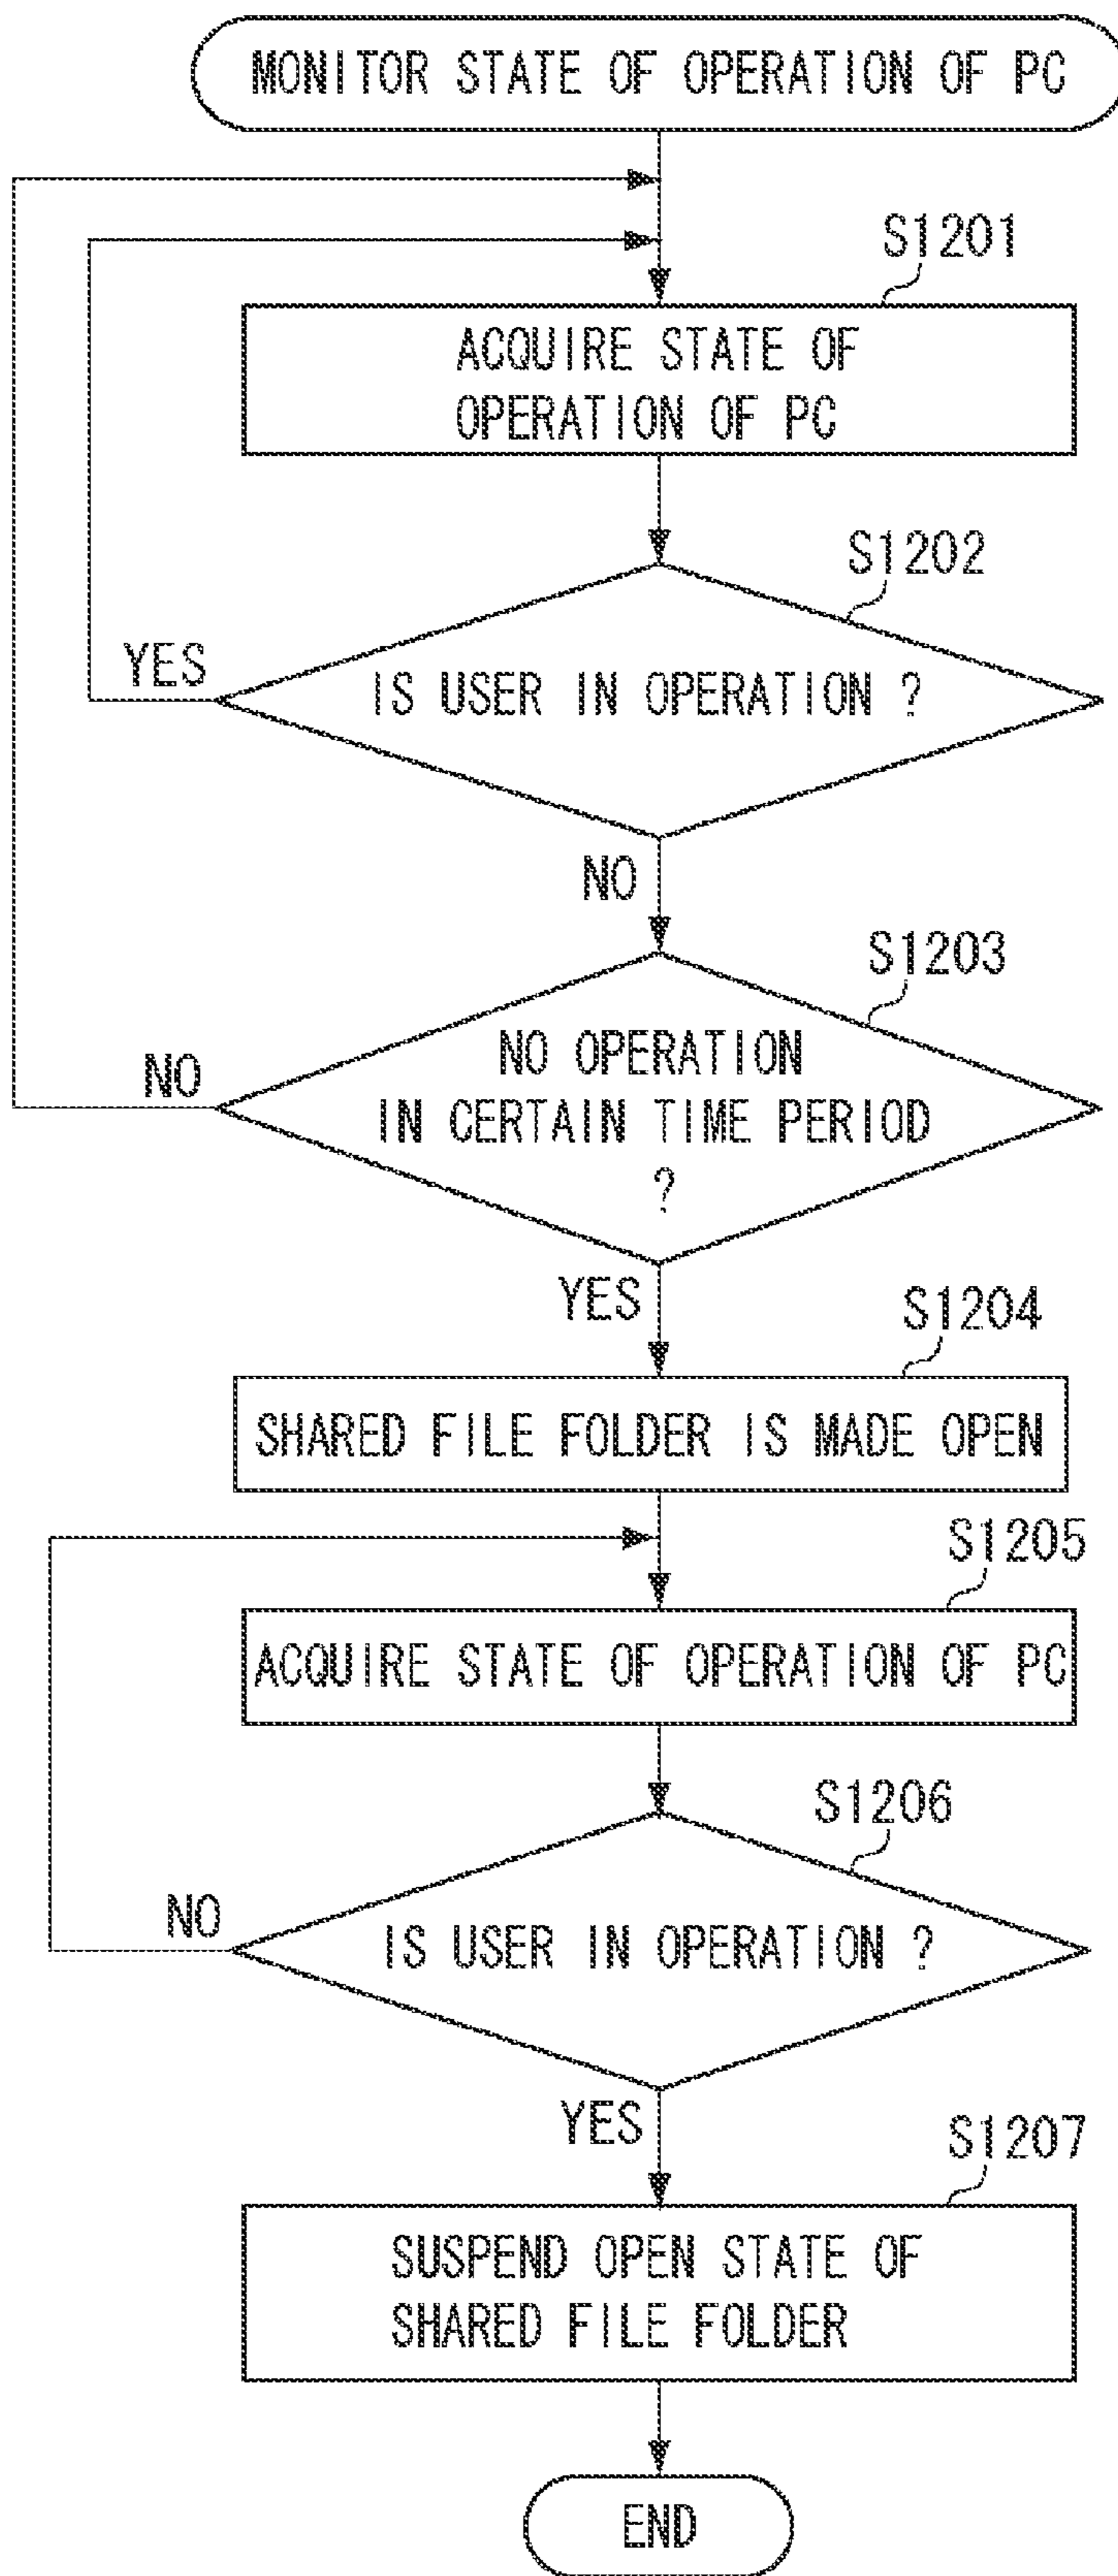 MONITOR STATE OF OPERATION OF PC
S1201
ACQUIRE STATE OF
OPERATION OF PC
S1202
YES
IS USER IN OPERATION ?
NO
S1203
NO
NO OPERATION
IN CERTAIN TIME PERIOD
?
YES
S1204
SHARED FILE FOLDER IS MADE OPEN
S1205
ACQUIRE STATE OF OPERATION OF PC
S1206
NO
IS USER IN OPERATION ?
YES
S1207
SUSPEND OPEN STATE OF
SHARED FILE FOLDER
END